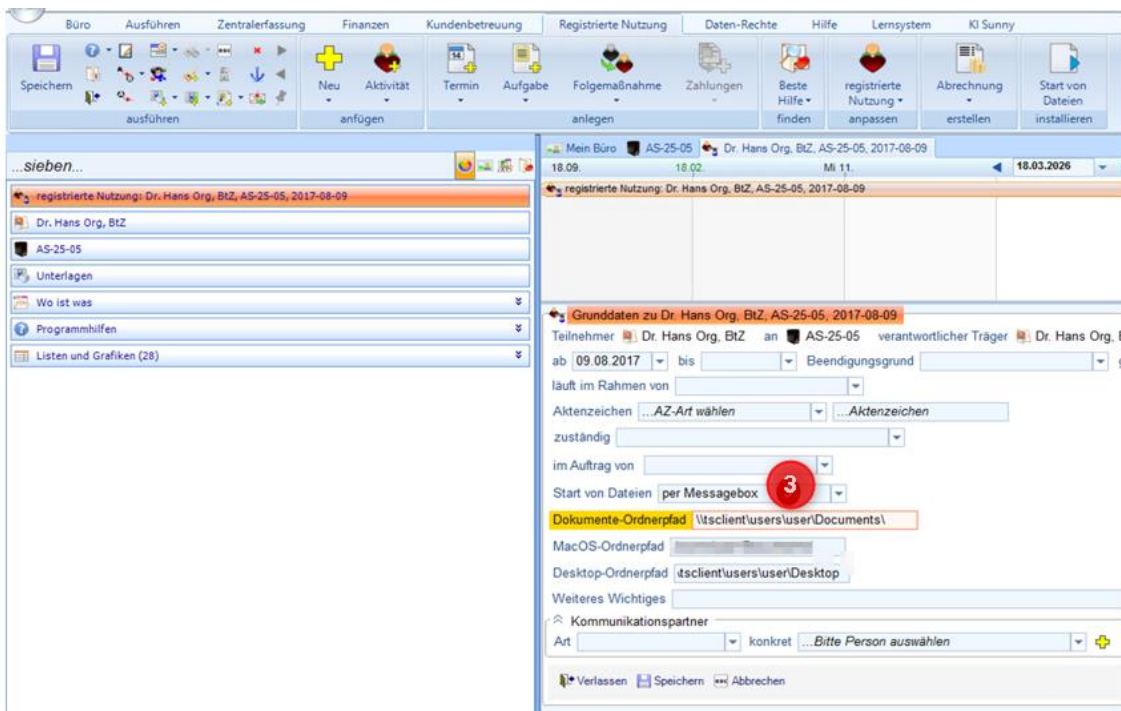 Büro Ausführen Zentralerfassung Finanzen Kundenbetreuung Registrierte Nutzung Daten-Rechte Hilfe Lernsystem KI Sunny
Speichern Neu Aktivität Termin Aufgabe Folgemaßnahme Zahlungen Beste Hilfe registrierte Nutzung Abrechnung Start von Dateien
ausführen anfügen anlegen finden anpassen erstellen installieren
...sieben...
registrierte Nutzung: Dr. Hans Org, BtZ, AS-25-05, 2017-08-09
Dr. Hans Org, BtZ
AS-25-05
Unterlagen
Wo ist was
Programmhilfen
Listen und Grafiken (28)
Mein Büro AS-25-05 Dr. Hans Org, BtZ, AS-25-05, 2017-08-09
18.09. 18.02. Mi 11. 18.03.2026
registrierte Nutzung: Dr. Hans Org, BtZ, AS-25-05, 2017-08-09
Grunddaten zu Dr. Hans Org, BtZ, AS-25-05, 2017-08-09
Teilnehmer Dr. Hans Org, BtZ an AS-25-05 verantwortlicher Träger Dr. Hans Org,
ab 09.08.2017 bis Beendigungsgrund
läuft im Rahmen von
Aktenzeichen ...AZ-Art wählen ...Aktenzeichen
zuständig
im Auftrag von
Start von Dateien per Messagebox 3
Dokumente-Ordnerpfad \\tsclient\users\user\Documents\
MacOS-Ordnerpfad
Desktop-Ordnerpfad \tsclient\users\user\Desktop
Weiteres Wichtiges
Kommunikationspartner
Art konkret ...Bitte Person auswählen
Verlassen Speichern Abbrechen